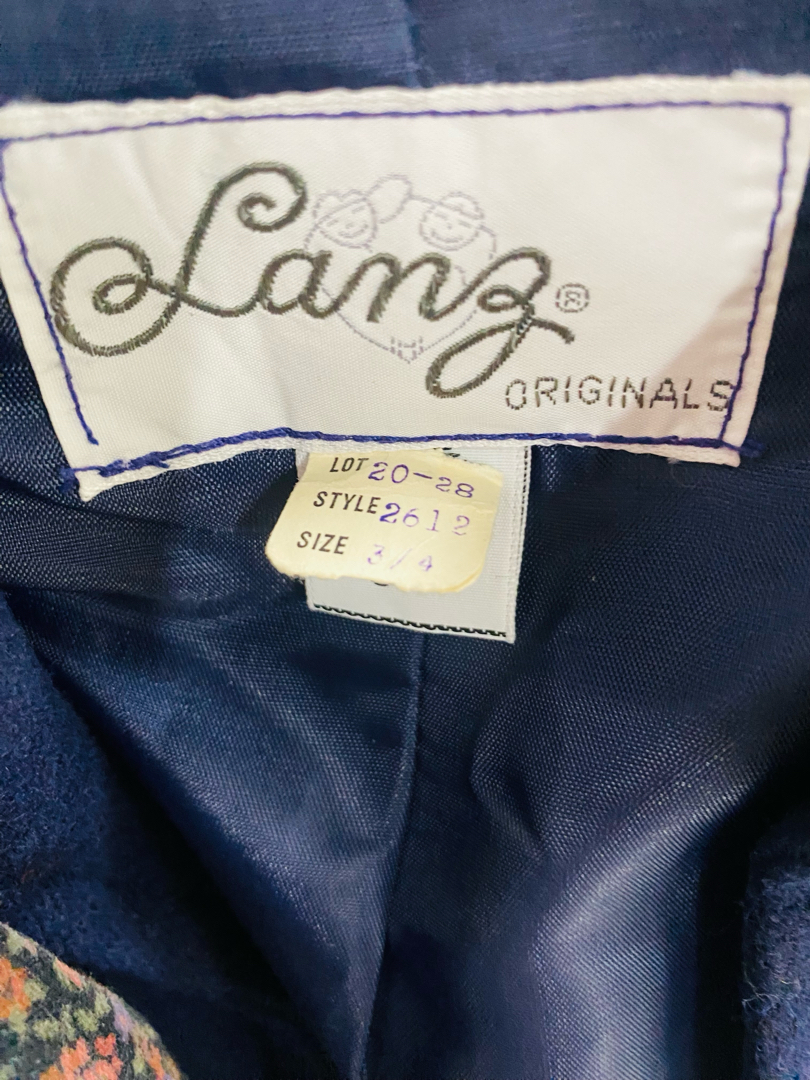 Lanz®
ORIGINALS
LOT 20-28
STYLE 2612
SIZE 3/4